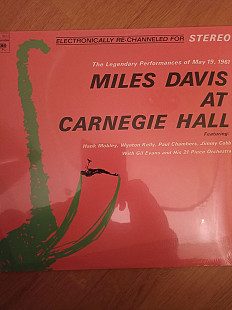 ELECTRONICALLY RE-CHANNELED FOR STEREO
The Legendary Performances of May 19, 1961
MILES DAVIS
AT
CARNEGIE HALL
Featuring:
Hank Mobley, Wynton Kelly, Paul Chambers, Jimmy Cobb
With Gil Evans and His 21-Piece Orchestra